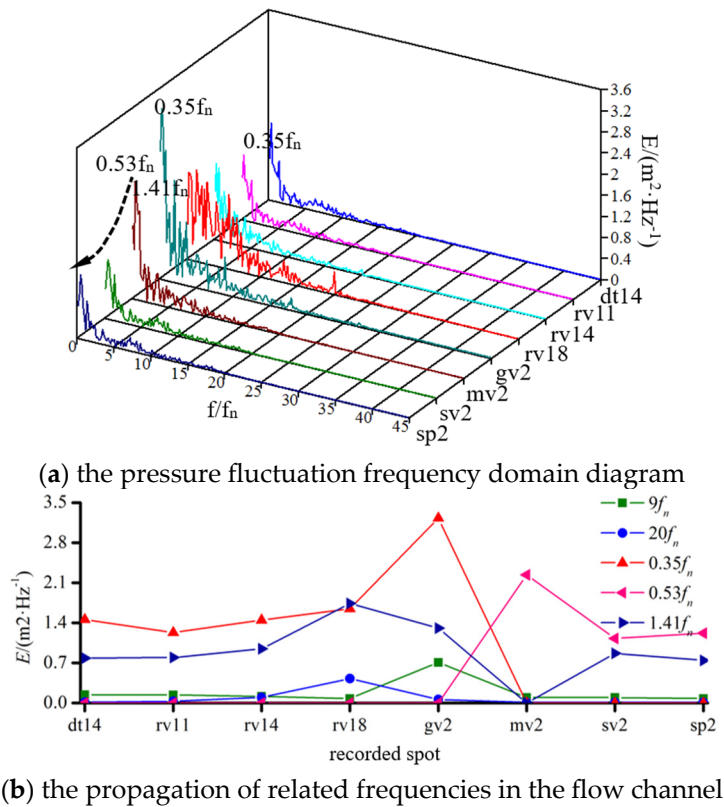 0.35fn
0.35fn
0.53fn
1.41fn
3.6
3.2
2.8
2.4
2
1.6
1.2
0.8
0.4
0
E/(m²·Hz⁻¹)
0
5
10
15
20
25
30
35
40
45
f/fn
dt14
rv11
rv14
rv18
gv2
mv2
sv2
sp2
(a) the pressure fluctuation frequency domain diagram
3.5
2.8
2.1
1.4
0.7
0.0
E/(m2·Hz⁻¹)
9fn
20fn
0.35fn
0.53fn
1.41fn
dt14 rv11 rv14 rv18 gv2 mv2 sv2 sp2
recorded spot
(b) the propagation of related frequencies in the flow channel